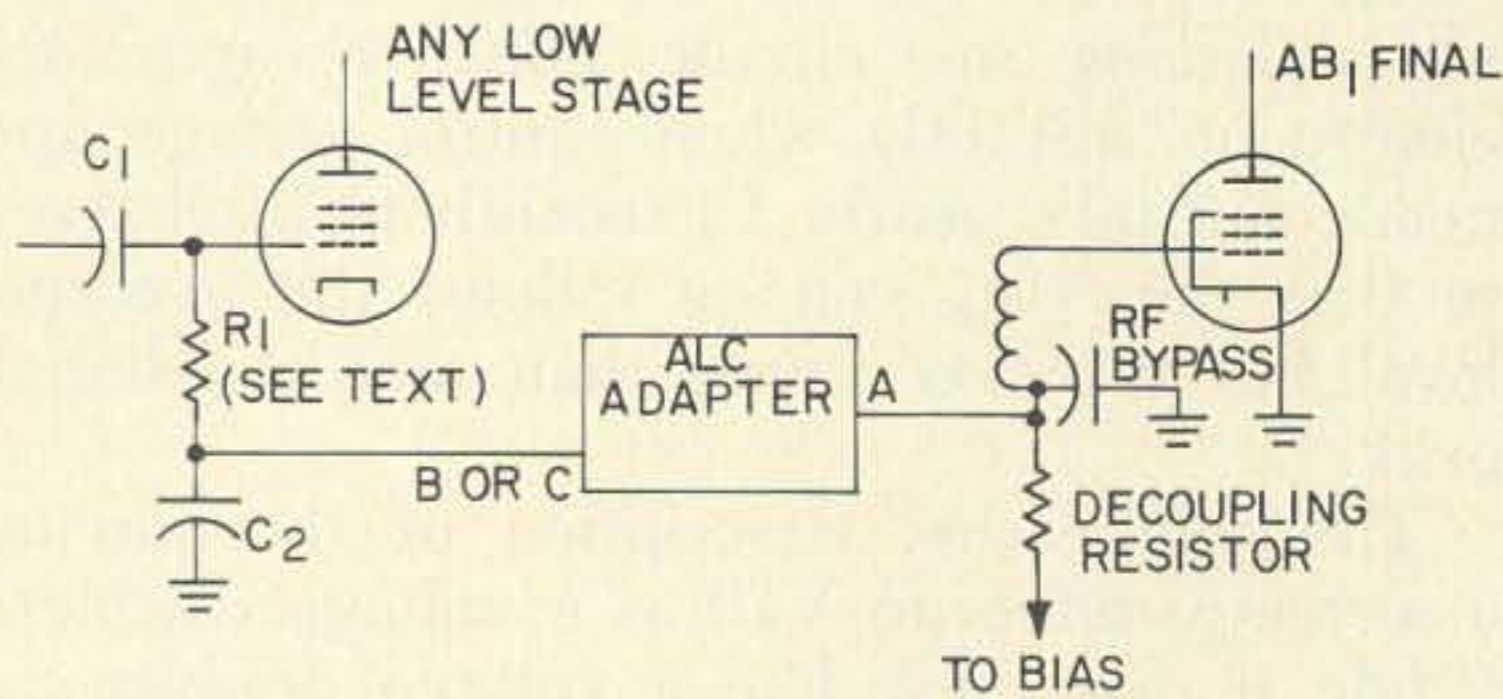 ANY LOW
LEVEL STAGE
AB1 FINAL
C1
R1
(SEE TEXT)
RF
BYPASS
ALC
ADAPTER
A
B OR C
C2
DECOUPLING
RESISTOR
TO BIAS